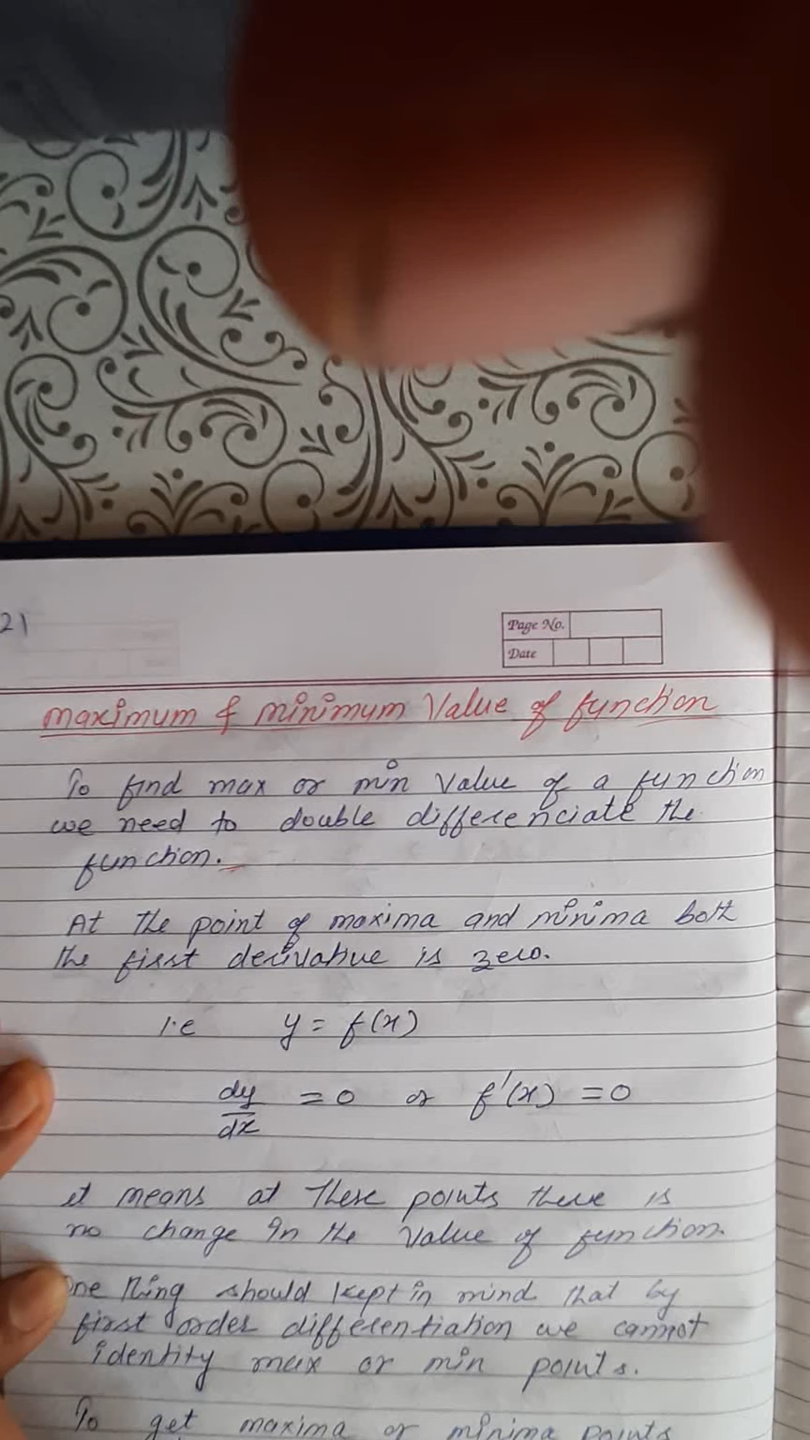 21
Page No.
Date
Maximum & Minimum Value of function
To find max or min Value of a function
we need to double differenciate the
function.
At the point of maxima and minima both
the first derivative is zero.
i.e y = f(x)
dy/dx = 0 or f'(x) = 0
it means at these points there is
no change in the value of function.
One thing should kept in mind that by
first order differentiation we cannot
identity max or min points.
To get maxima or minima points